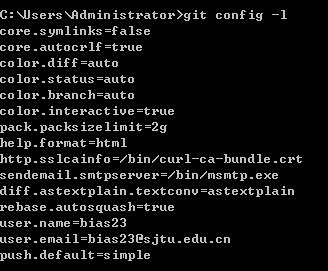 C:\Users\Administrator>git config -l
core.symlinks=false
core.autocrlf=true
color.diff=auto
color.status=auto
color.branch=auto
color.interactive=true
pack.packsizelimit=2g
help.format=html
http.sslcainfo=/bin/curl-ca-bundle.crt
sendemail.smtpserver=/bin/msmtp.exe
diff.astextplain.textconv=astextplain
rebase.autosquash=true
user.name=bias23
user.email=bias23@sjtu.edu.cn
push.default=simple